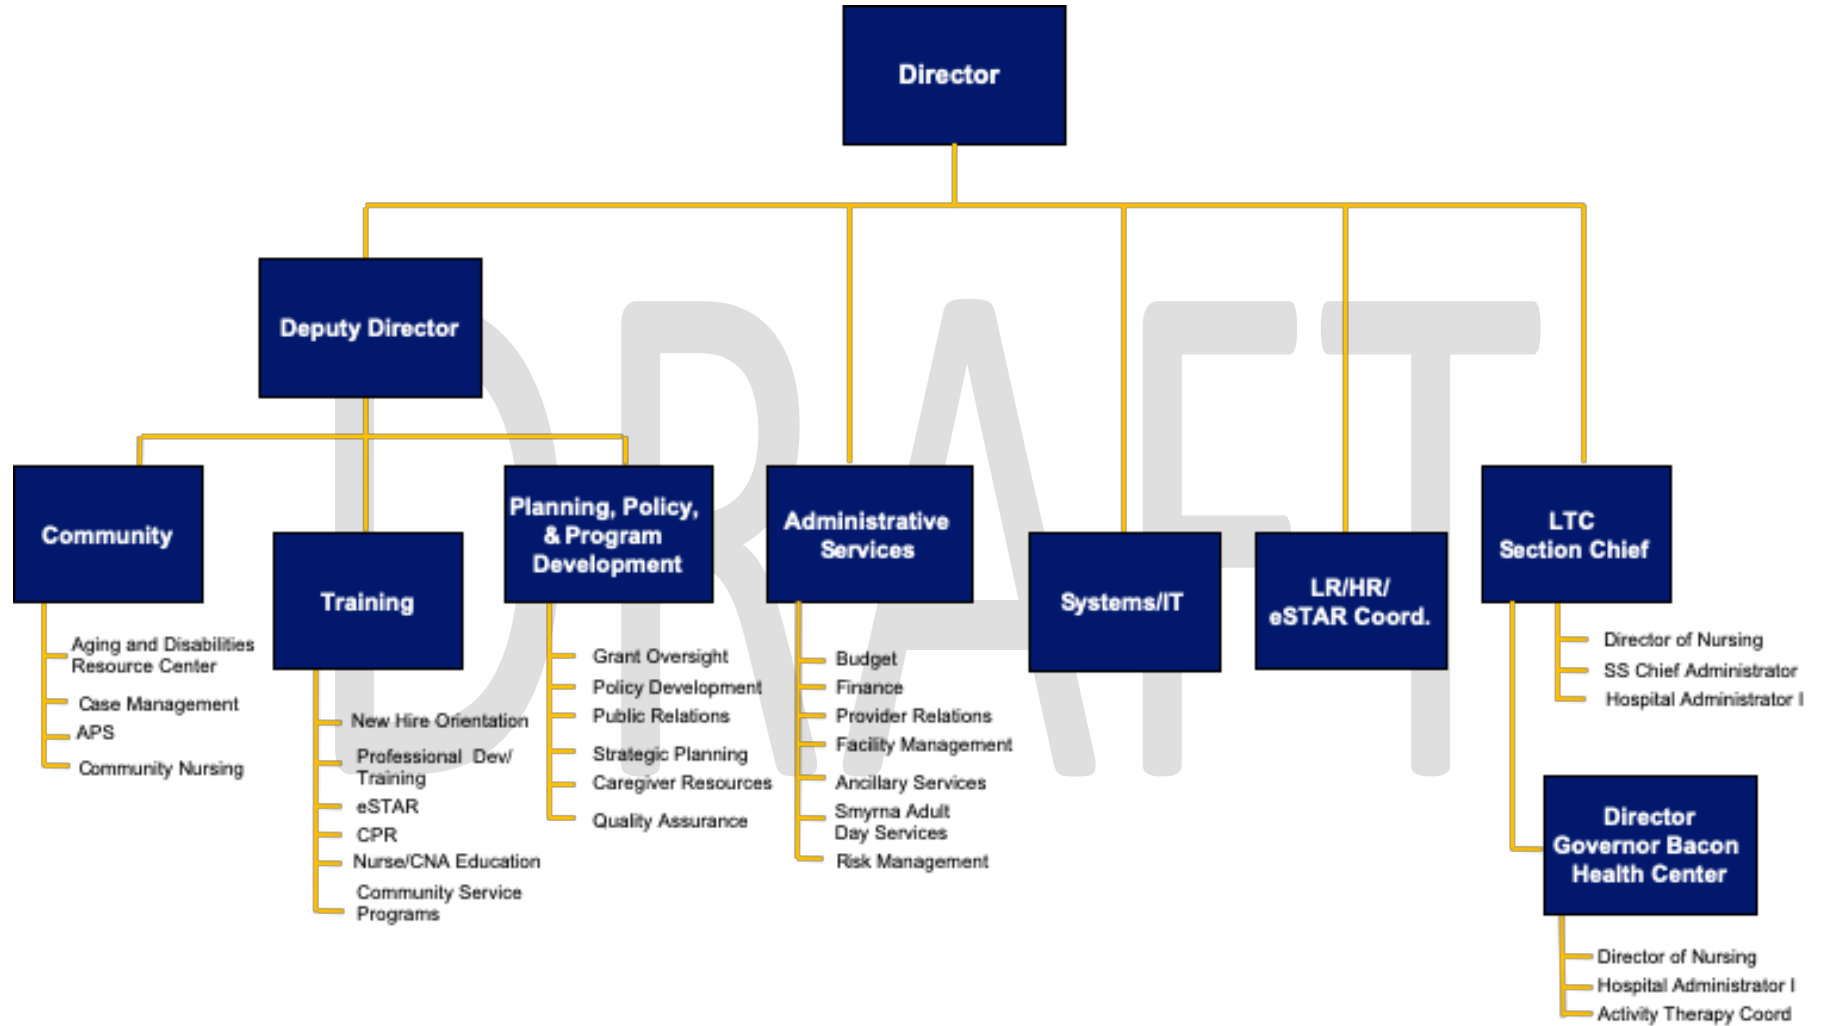 Director
Deputy Director
Community
Aging and Disabilities
Resource Center
Case Management
APS
Community Nursing
Training
New Hire Orientation
Professional Dev/
Training
eSTAR
CPR
Nurse/CNA Education
Community Service
Programs
Planning, Policy,
& Program
Development
Grant Oversight
Policy Development
Public Relations
Strategic Planning
Caregiver Resources
Quality Assurance
Administrative
Services
Budget
Finance
Provider Relations
Facility Management
Ancillary Services
Smyrna Adult
Day Services
Risk Management
Systems/IT
LR/HR/
eSTAR Coord.
LTC
Section Chief
Director of Nursing
SS Chief Administrator
Hospital Administrator I
Director
Governor Bacon
Health Center
Director of Nursing
Hospital Administrator I
Activity Therapy Coord
DRAFT